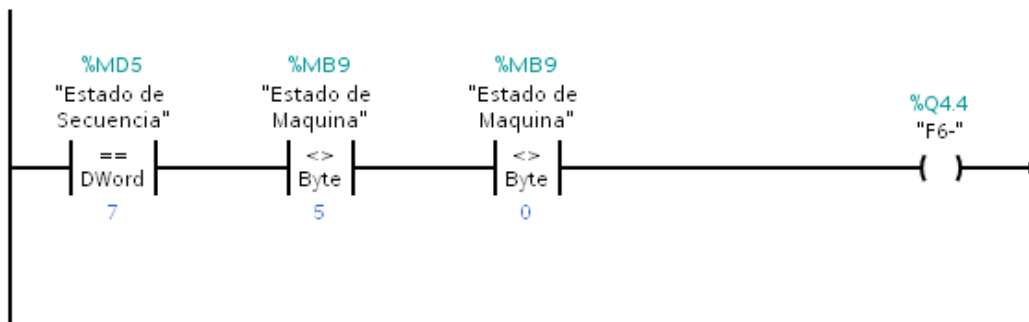 %MD5
"Estado de
Secuencia"
==
DWord
7
%MB9
"Estado de
Maquina"
<>
Byte
5
%MB9
"Estado de
Maquina"
<>
Byte
0
%Q4.4
"F6-"